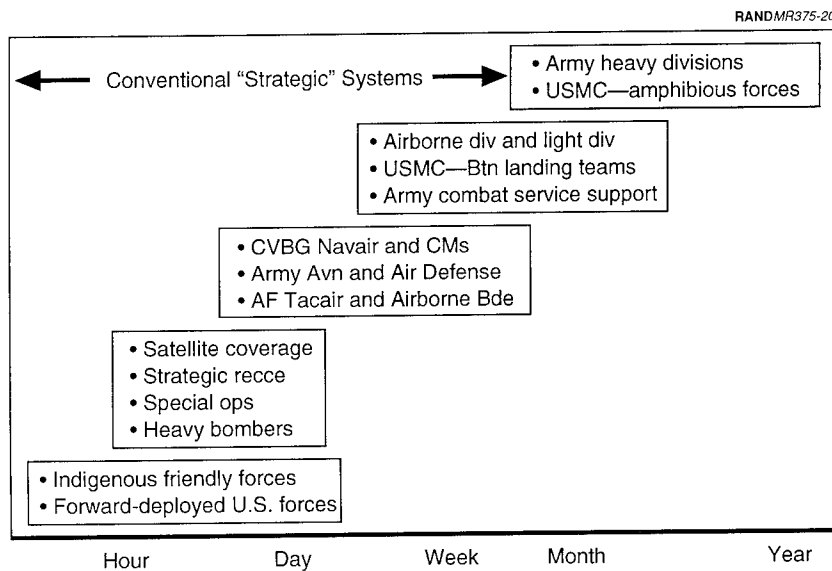 RANDMR375-20
Conventional “Strategic” Systems
• Army heavy divisions
• USMC—amphibious forces
• Airborne div and light div
• USMC—Btn landing teams
• Army combat service support
• CVBG Navair and CMs
• Army Avn and Air Defense
• AF Tacair and Airborne Bde
• Satellite coverage
• Strategic recce
• Special ops
• Heavy bombers
• Indigenous friendly forces
• Forward-deployed U.S. forces
Hour Day Week Month Year